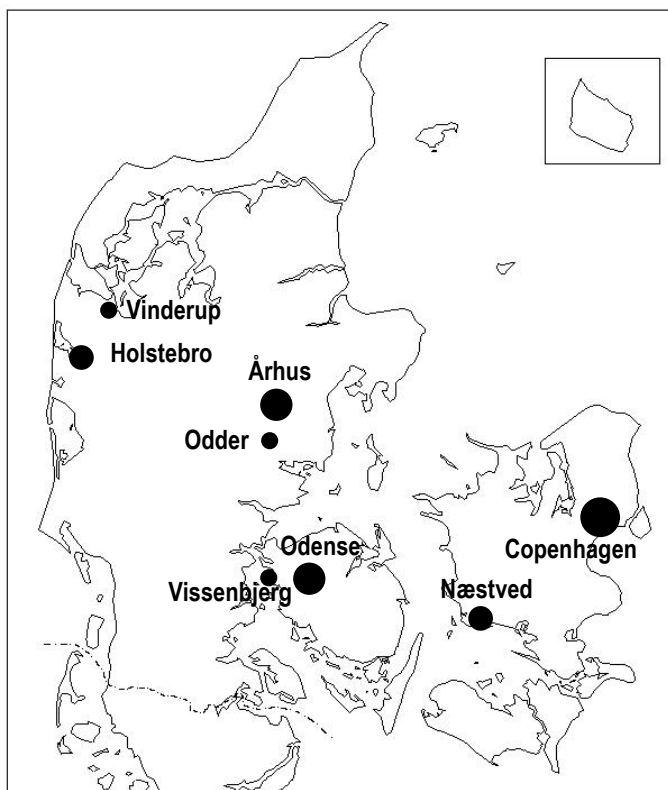 Vinderup
Holstebro
Århus
Odder
Odense
Copenhagen
Vissenbjerg
Næstved